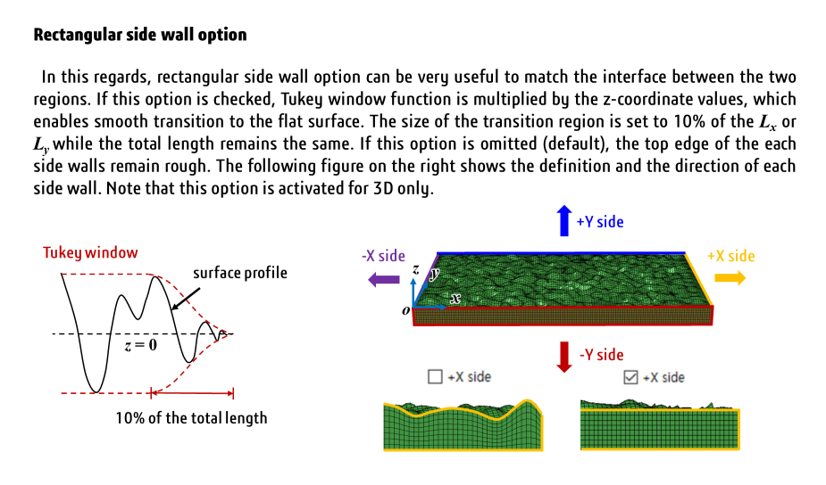 Rectangular side wall option
In this regards, rectangular side wall option can be very useful to match the interface between the two
regions. If this option is checked, Tukey window function is multiplied by the z-coordinate values, which
enables smooth transition to the flat surface. The size of the transition region is set to 10% of the Lx or
Ly while the total length remains the same. If this option is omitted (default), the top edge of the each
side walls remain rough. The following figure on the right shows the definition and the direction of each
side wall. Note that this option is activated for 3D only.
+Y side
Tukey window
-X side
+X side
surface profile
z
y
x
o
z = 0
-Y side
+X side
+X side
10% of the total length